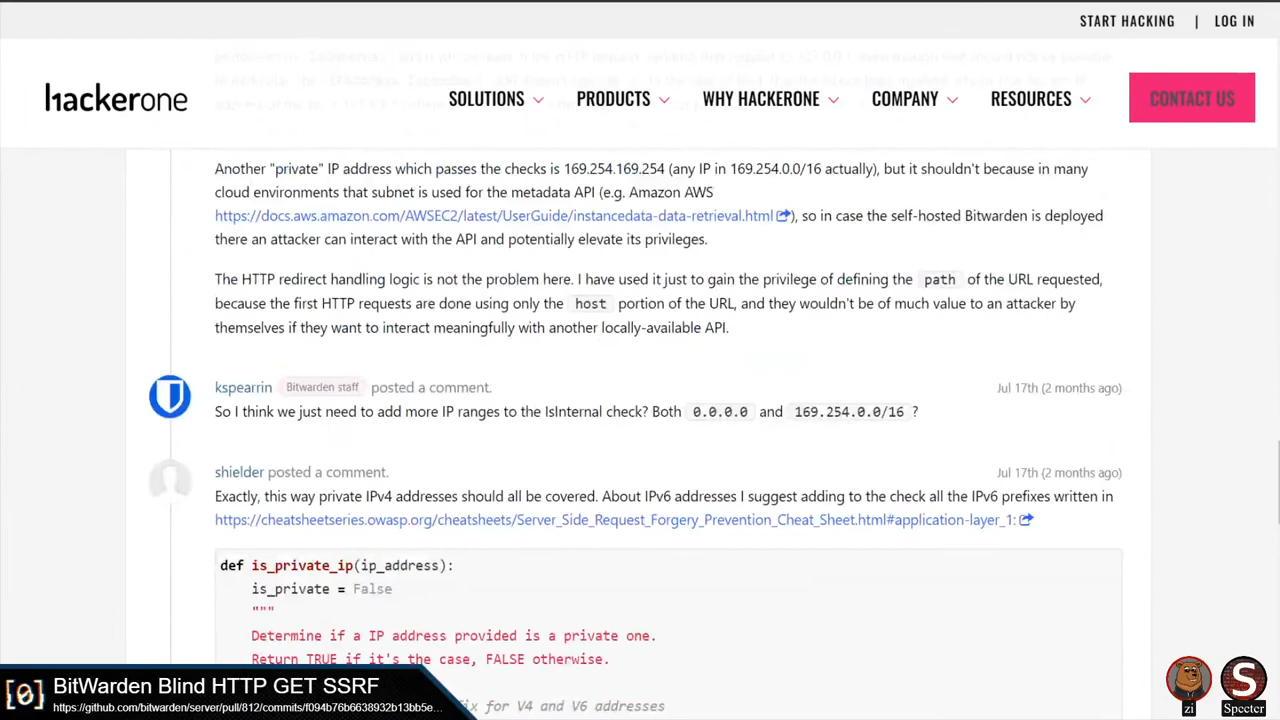 START HACKING | LOG IN
hackerone
SOLUTIONS PRODUCTS WHY HACKERONE COMPANY RESOURCES CONTACT US
Another "private" IP address which passes the checks is 169.254.169.254 (any IP in 169.254.0.0/16 actually), but it shouldn't because in many
cloud environments that subnet is used for the metadata API (e.g. Amazon AWS
https://docs.aws.amazon.com/AWSEC2/latest/UserGuide/instancedata-data-retrieval.html), so in case the self-hosted Bitwarden is deployed
there an attacker can interact with the API and potentially elevate its privileges.
The HTTP redirect handling logic is not the problem here. I have used it just to gain the privilege of defining the path of the URL requested,
because the first HTTP requests are done using only the host portion of the URL, and they wouldn't be of much value to an attacker by
themselves if they want to interact meaningfully with another locally-available API.
kspearrin Bitwarden staff posted a comment. Jul 17th (2 months ago)
So I think we just need to add more IP ranges to the IsInternal check? Both 0.0.0.0 and 169.254.0.0/16 ?
shielder posted a comment. Jul 17th (2 months ago)
Exactly, this way private IPv4 addresses should all be covered. About IPv6 addresses I suggest adding to the check all the IPv6 prefixes written in
https://cheatsheetseries.owasp.org/cheatsheets/Server_Side_Request_Forgery_Prevention_Cheat_Sheet.html#application-layer_1:
def is_private_ip(ip_address):
is_private = False
"""
Determine if a IP address provided is a private one.
Return TRUE if it's the case, FALSE otherwise.
for V4 and V6 addresses
[0]
BitWarden Blind HTTP GET SSRF
https://github.com/bitwarden/server/pull/812/commits/f094b76b6638932b13bb5e...
zi
S
Specter